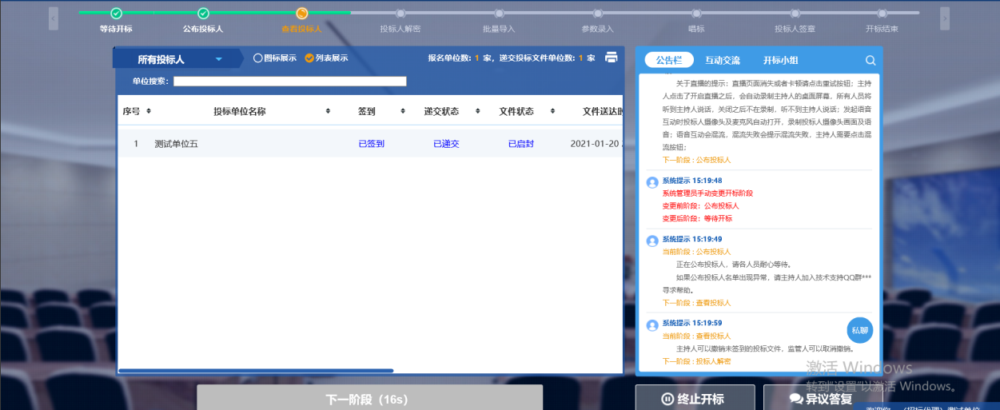 等待开标
公布投标人
查看投标人
投标人解密
批量导入
参数录入
唱标
投标人签章
开标结束
所有投标人
图标展示 列表展示
报名单位数：1 家，递交投标文件单位数：1 家
单位搜索：
序号 投标单位名称 签到 递交状态 文件状态 文件送达时
1 测试单位五 已签到 已递交 已启封 2021-01-20
下一阶段（16s）
公告栏 互动交流 开标小组
关于直播的提示：直播页面消失或者卡顿请点击重试按钮；主持
人点击了开启直播之后，会自动录制主持人的桌面屏幕，所有人员将
听到主持人说话，关闭之后不在录制，听不到主持人说话；发起语音
互动时投标人摄像头及麦克风自动打开，录制投标人摄像头画面及语
音；语音互动会混流，混流失败会提示混流失败，主持人需要点击混
流按钮；
下一阶段：公布投标人
系统提示 15:19:48
系统管理员手动变更开标阶段
变更前阶段：公布投标人
变更后阶段：等待开标
系统提示 15:19:49
当前阶段：公布投标人
正在公布投标人，请各人员耐心等待。
如果公布投标人名单出现异常，请主持人加入技术支持QQ群***
寻求帮助。
下一阶段：查看投标人
系统提示 15:19:59
当前阶段：查看投标人
主持人可以撤销未签到的投标文件，监管人可以取消撤销。
下一阶段：投标人解密
私聊
激活 Windows
转到"设置"以激活 Windows。
终止开标
异议答复
欢迎你，（招标代理）测试单位